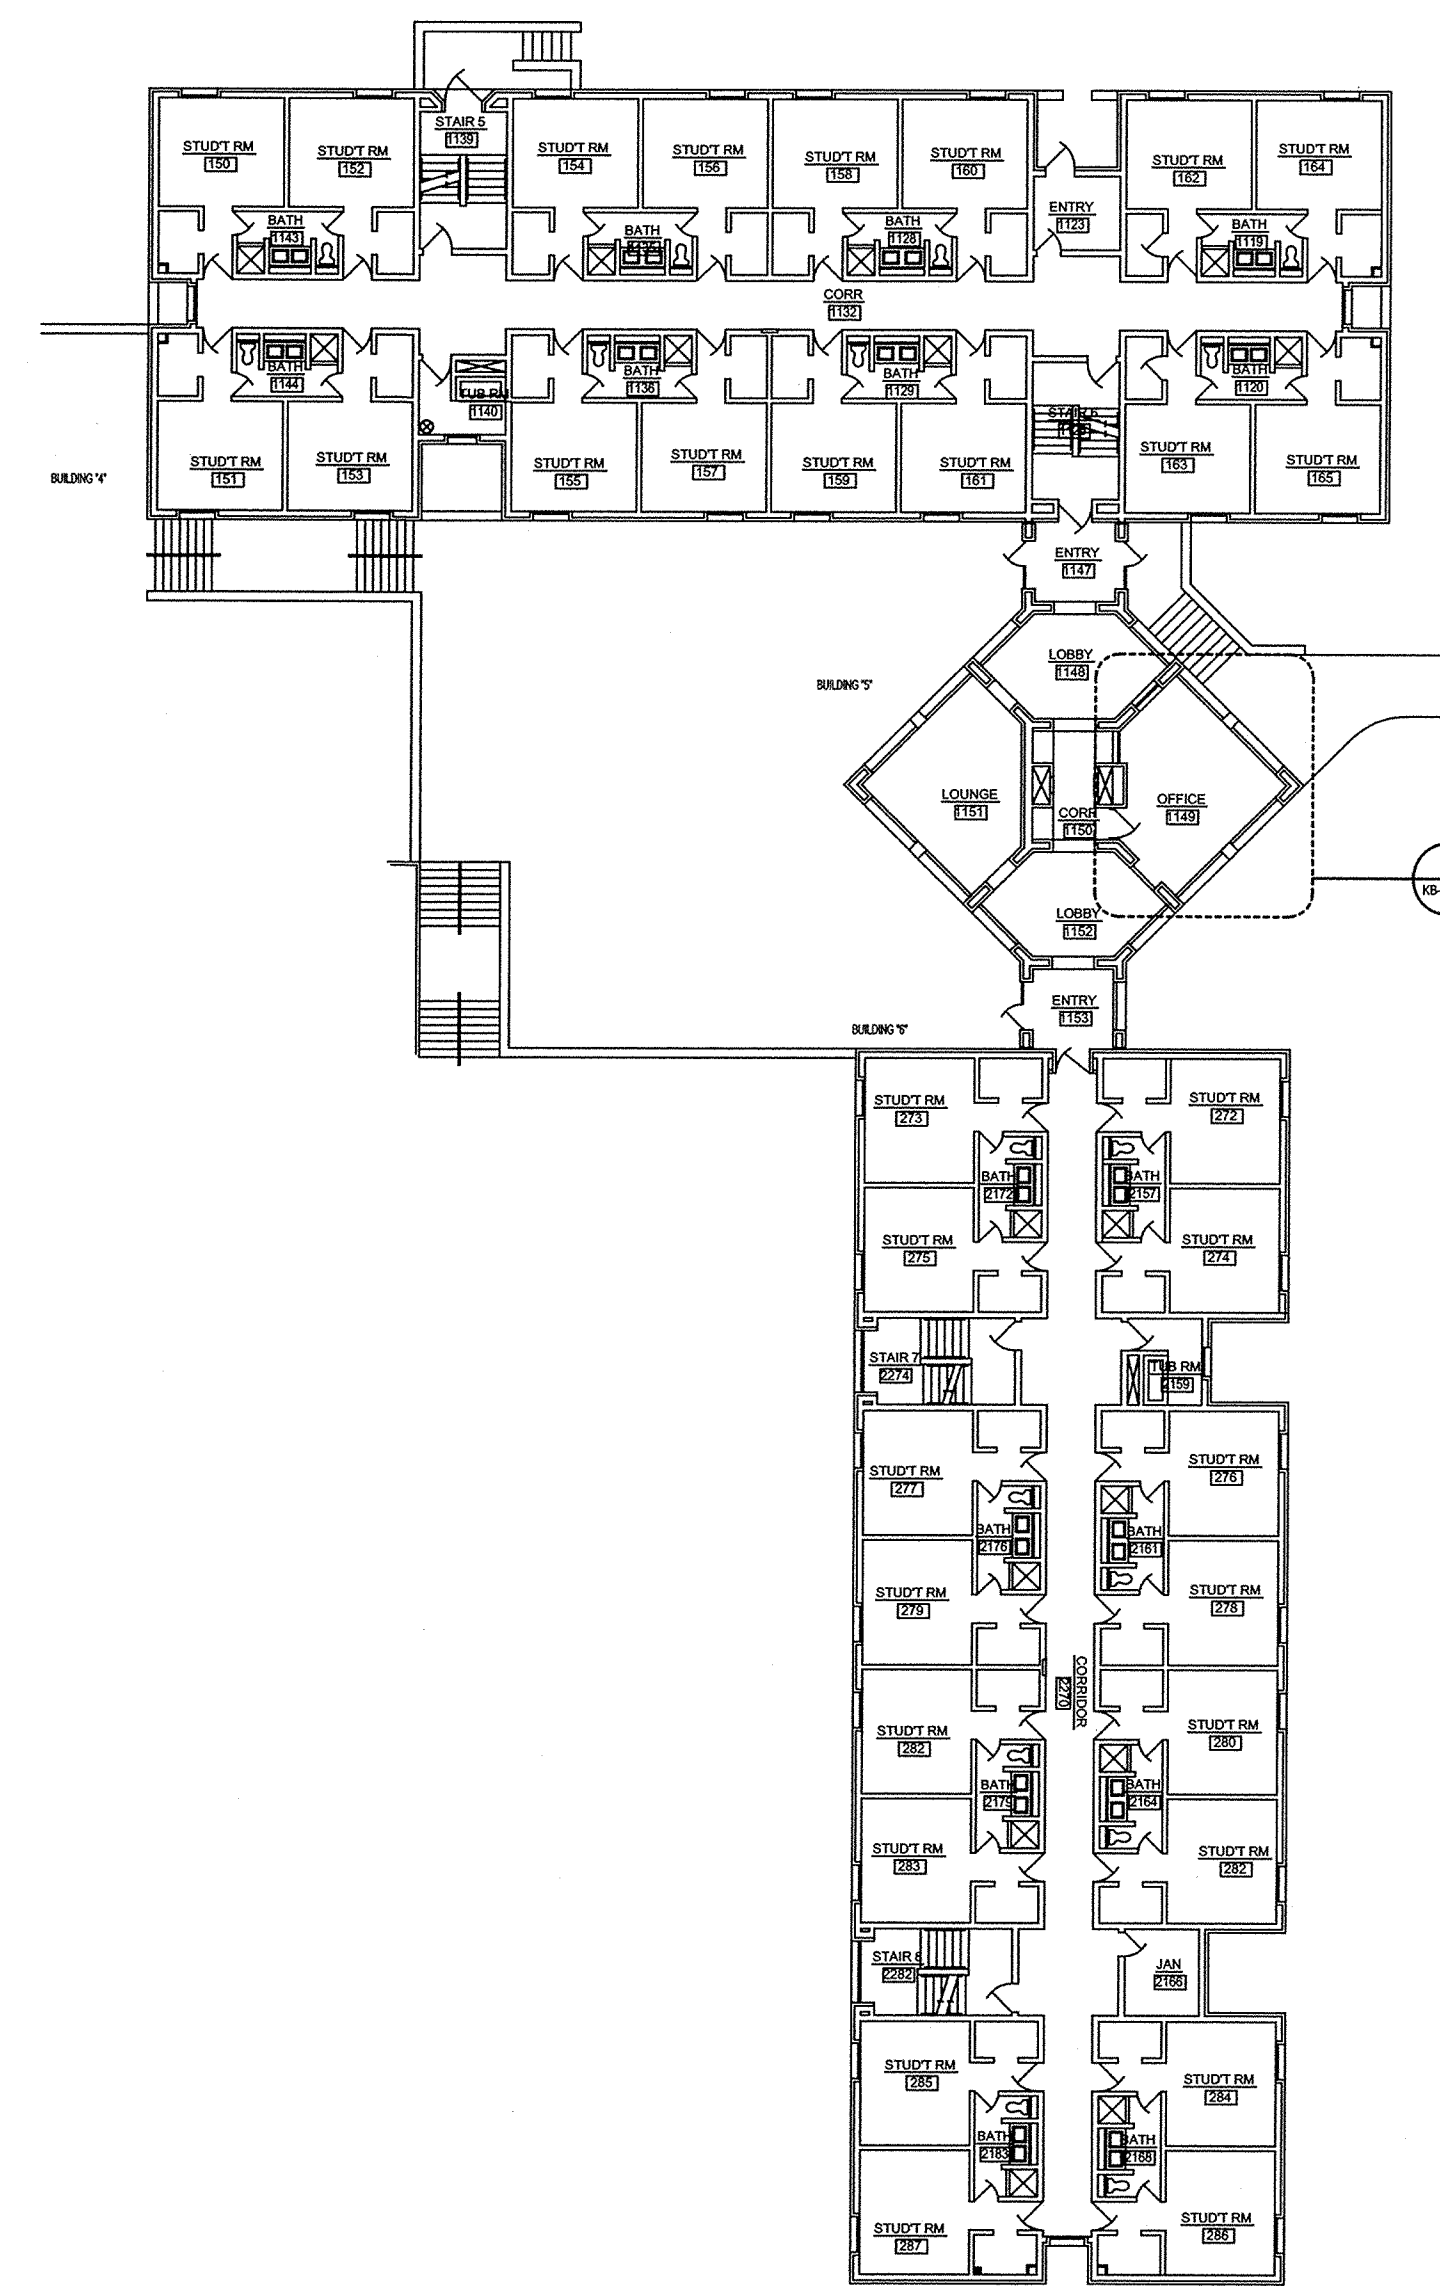 STAIR 5
1139
STUD'T RM
150
STUD'T RM
152
STUD'T RM
154
STUD'T RM
156
STUD'T RM
158
STUD'T RM
160
STUD'T RM
162
STUD'T RM
164
ENTRY
1123
BATH
1143
BATH
BATH
1128
BATH
1119
CORR
1132
BATH
1144
TUB RM
1140
BATH
1136
BATH
1129
BATH
1120
STAIR 6
STUD'T RM
151
STUD'T RM
153
STUD'T RM
155
STUD'T RM
157
STUD'T RM
159
STUD'T RM
161
STUD'T RM
163
STUD'T RM
165
BUILDING "4"
ENTRY
1147
LOBBY
1148
BUILDING "5"
LOUNGE
1151
CORR
1150
OFFICE
1149
KB-
LOBBY
1152
ENTRY
1153
BUILDING "6"
STUD'T RM
273
STUD'T RM
272
BATH
2172
BATH
2157
STUD'T RM
275
STUD'T RM
274
STAIR 7
2274
TUB RM
2159
STUD'T RM
277
STUD'T RM
276
BATH
2176
BATH
2161
STUD'T RM
279
STUD'T RM
278
CORRIDOR
2270
STUD'T RM
282
STUD'T RM
280
BATH
2179
BATH
2164
STUD'T RM
283
STUD'T RM
282
STAIR 8
2282
JAN
2166
STUD'T RM
285
STUD'T RM
284
BATH
2183
BATH
2168
STUD'T RM
287
STUD'T RM
286